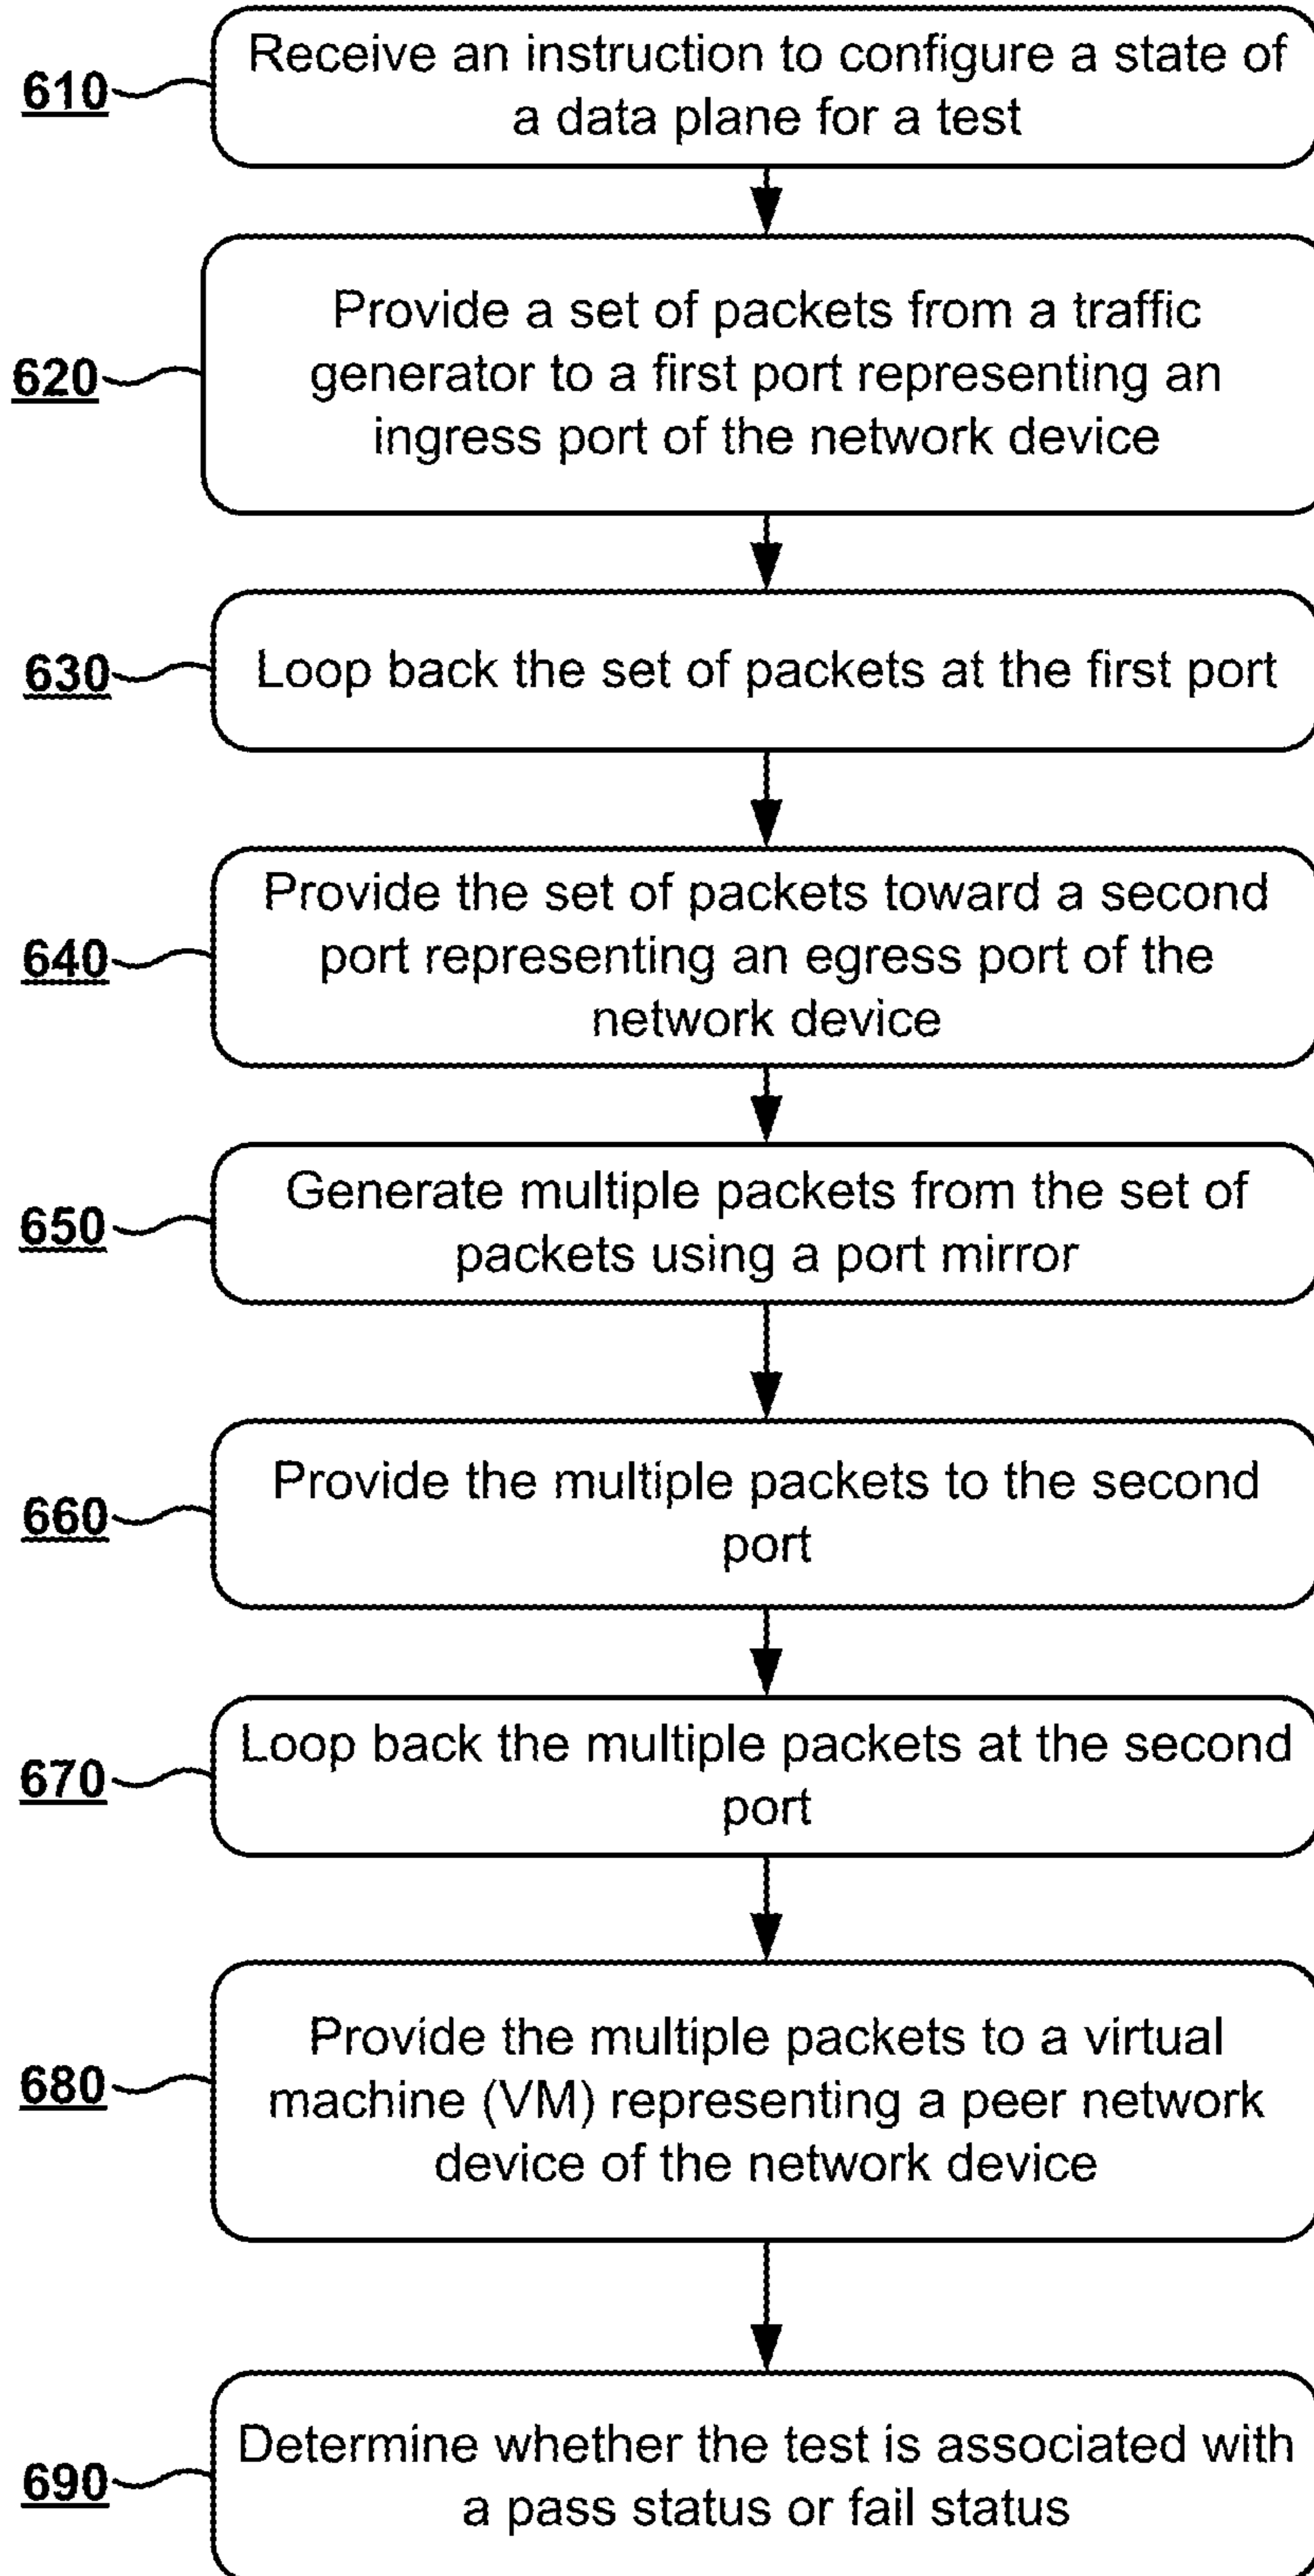 610
Receive an instruction to configure a state of
a data plane for a test
620
Provide a set of packets from a traffic
generator to a first port representing an
ingress port of the network device
630
Loop back the set of packets at the first port
640
Provide the set of packets toward a second
port representing an egress port of the
network device
650
Generate multiple packets from the set of
packets using a port mirror
660
Provide the multiple packets to the second
port
670
Loop back the multiple packets at the second
port
680
Provide the multiple packets to a virtual
machine (VM) representing a peer network
device of the network device
690
Determine whether the test is associated with
a pass status or fail status